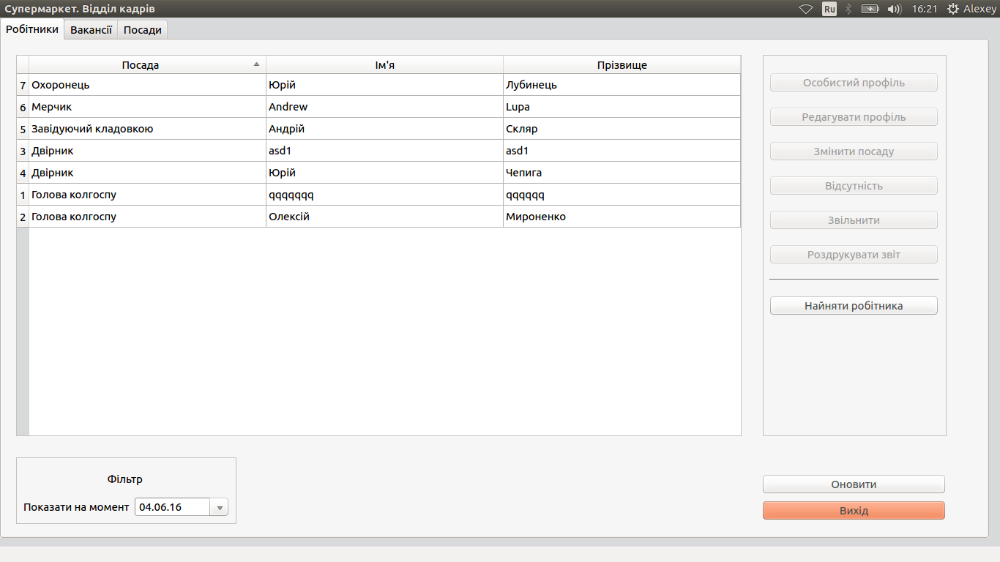 Супермаркет. Відділ кадрів
Ru 16:21 Alexey
Робітники Вакансії Посади
Посада Ім'я Прізвище
7 Охоронець Юрій Лубинець
6 Мерчик Andrew Lupa
5 Завідуючий кладовкою Андрій Скляр
3 Двірник asd1 asd1
4 Двірник Юрій Чепига
1 Голова колгоспу qqqqqqq qqqqqq
2 Голова колгоспу Олексій Мироненко
Особистий профіль
Редагувати профіль
Змінити посаду
Відсутність
Звільнити
Роздрукувати звіт
Найняти робітника
Фільтр
Показати на момент 04.06.16
Оновити
Вихід